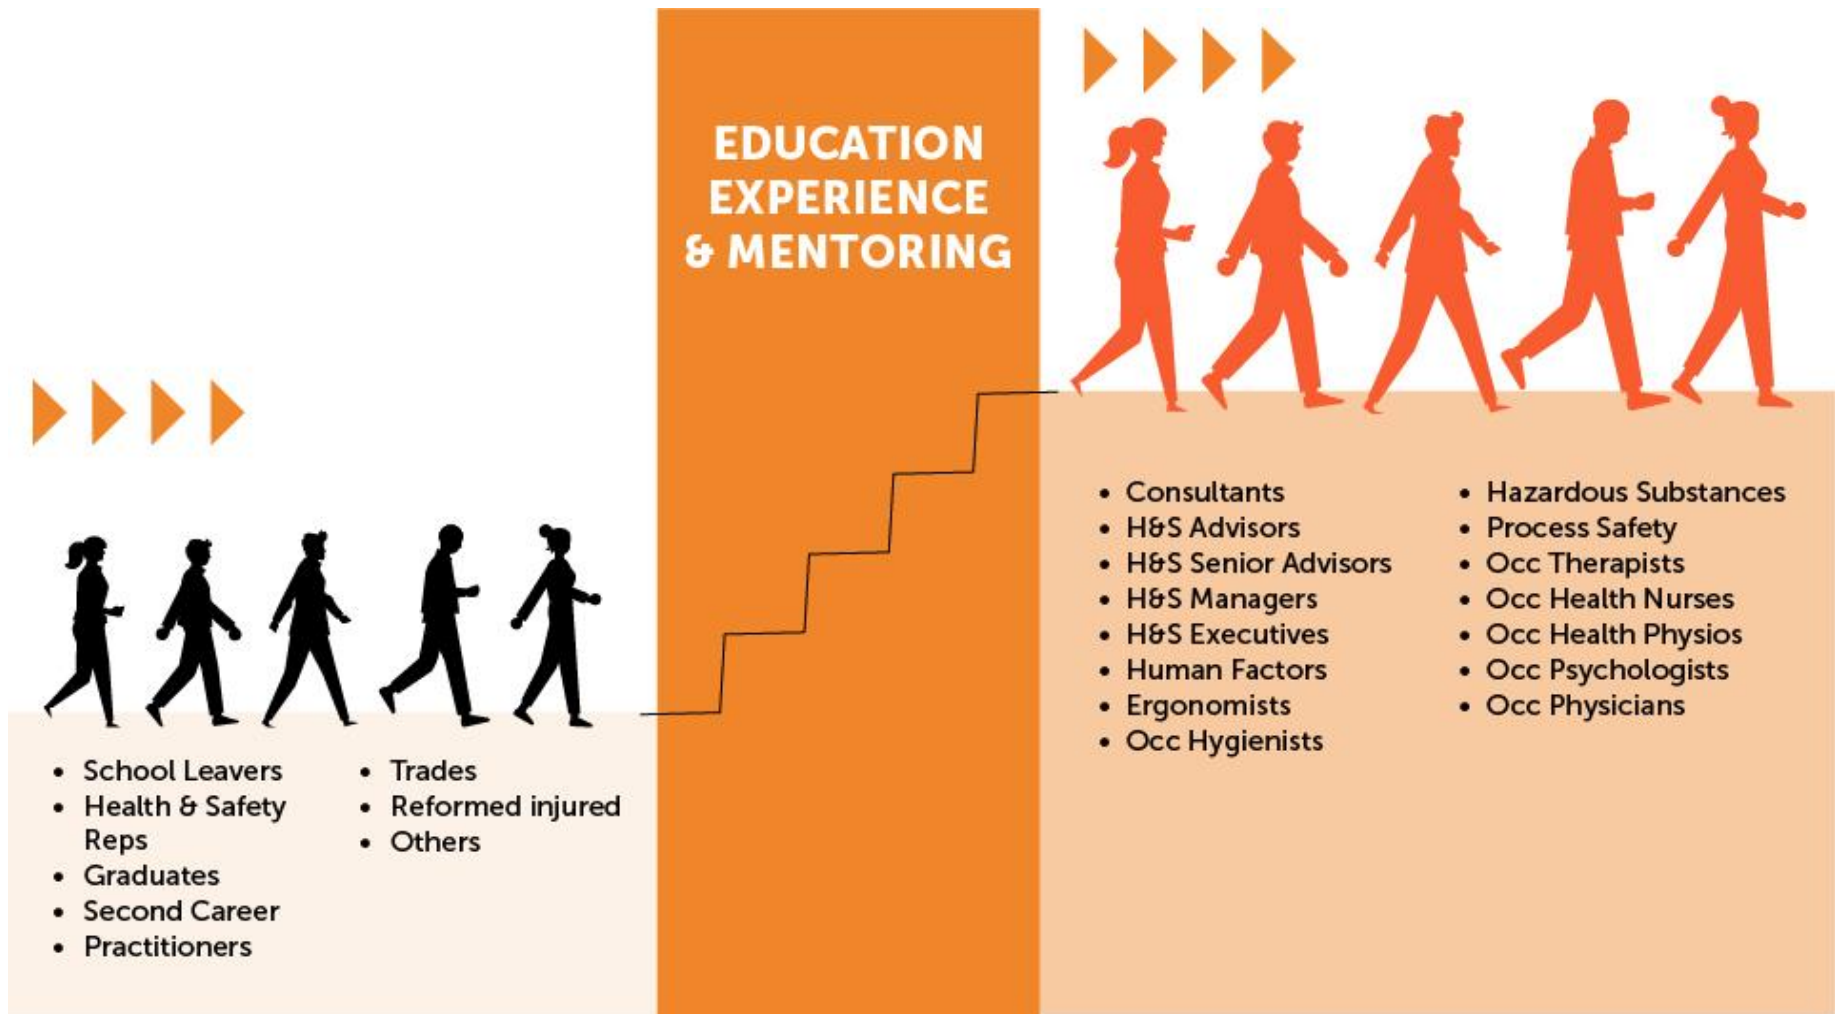 EDUCATION
EXPERIENCE
& MENTORING
• School Leavers
• Health & Safety
Reps
• Graduates
• Second Career
• Practitioners
• Trades
• Reformed injured
• Others
• Consultants
• H&S Advisors
• H&S Senior Advisors
• H&S Managers
• H&S Executives
• Human Factors
• Ergonomists
• Occ Hygienists
• Hazardous Substances
• Process Safety
• Occ Therapists
• Occ Health Nurses
• Occ Health Physios
• Occ Psychologists
• Occ Physicians